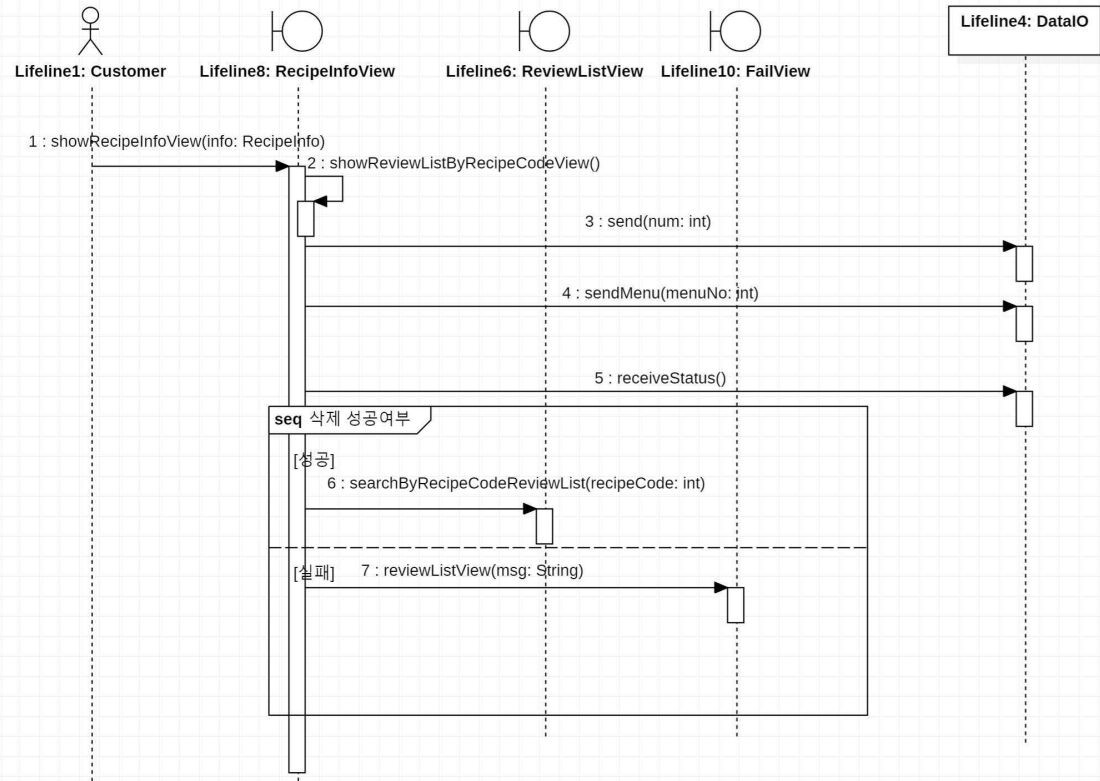 Lifeline1: Customer
Lifeline8: RecipeInfoView
Lifeline6: ReviewListView
Lifeline10: FailView
Lifeline4: DataIO
1 : showRecipeInfoView(info: RecipeInfo)
2 : showReviewListByRecipeCodeView()
3 : send(num: int)
4 : sendMenu(menuNo: int)
5 : receiveStatus()
seq 삭제 성공여부
[성공]
6 : searchByRecipeCodeReviewList(recipeCode: int)
[실패]
7 : reviewListView(msg: String)